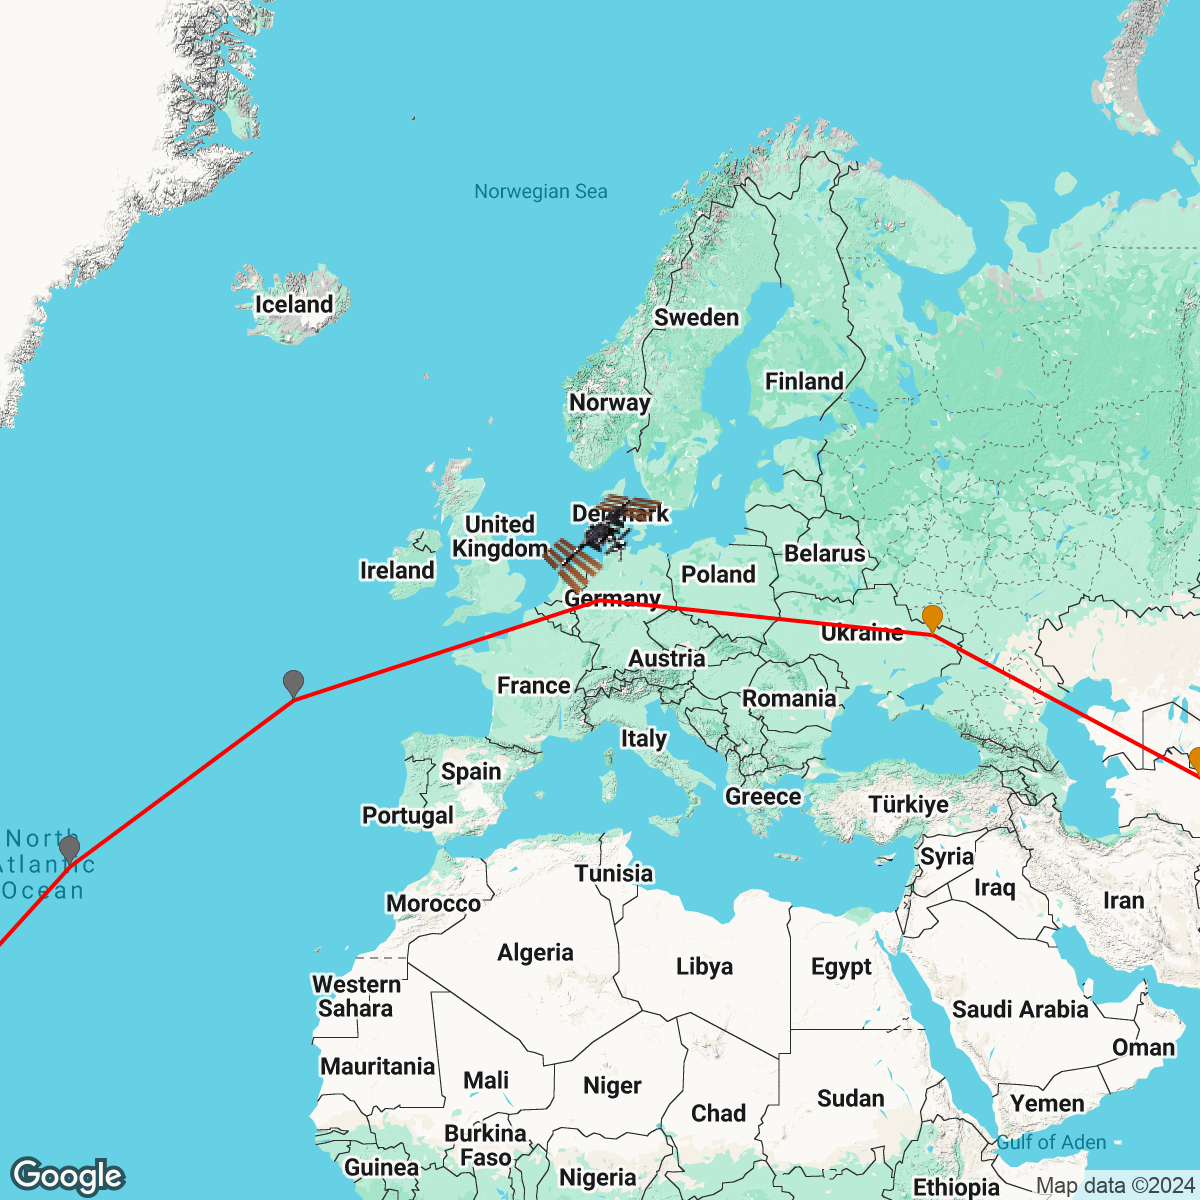 Norwegian Sea
Iceland
Sweden
Finland
Norway
Denmark
United
Kingdom
Ireland
Belarus
Poland
Germany
Ukraine
Austria
France
Romania
Italy
Spain
Greece
Türkiye
Portugal
North
Atlantic
Ocean
Syria
Tunisia
Iraq
Iran
Morocco
Algeria
Libya
Egypt
Western
Sahara
Saudi Arabia
Oman
Mauritania
Mali
Niger
Chad
Sudan
Yemen
Burkina
Faso
Gulf of Aden
Guinea
Nigeria
Ethiopia
Google
Map data ©2024